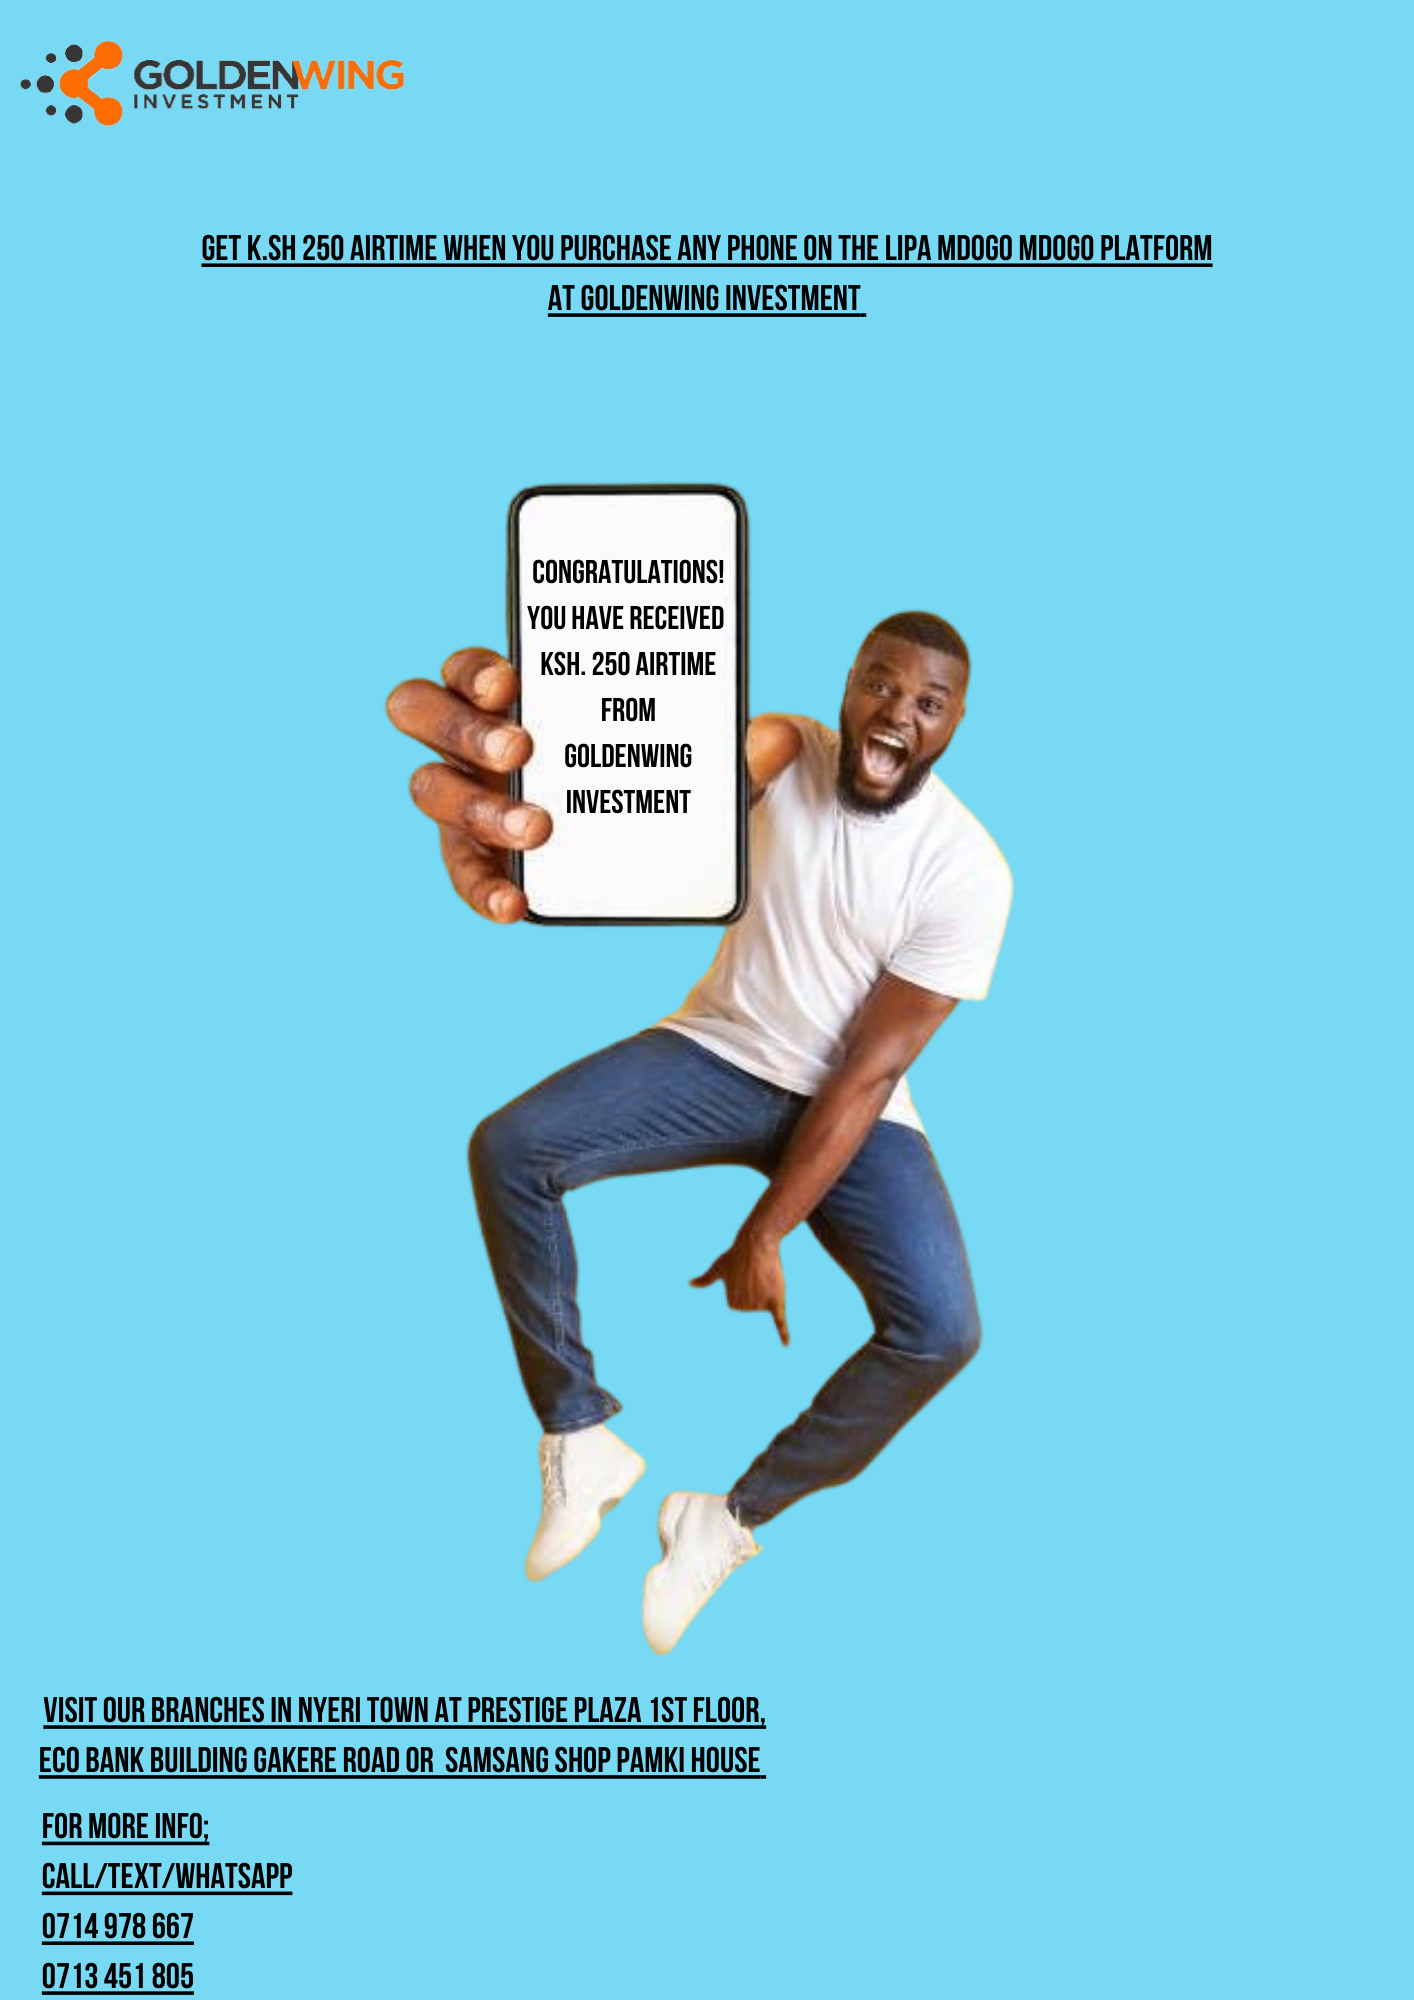 GOLDENWING
INVESTMENT
GET K.SH 250 AIRTIME WHEN YOU PURCHASE ANY PHONE ON THE LIPA MDOGO MDOGO PLATFORM
AT GOLDENWING INVESTMENT
CONGRATULATIONS!
YOU HAVE RECEIVED
KSH. 250 AIRTIME
FROM
GOLDENWING
INVESTMENT
VISIT OUR BRANCHES IN NYERI TOWN AT PRESTIGE PLAZA 1ST FLOOR,
ECO BANK BUILDING GAKERE ROAD OR SAMSANG SHOP PAMKI HOUSE
FOR MORE INFO;
CALL/TEXT/WHATSAPP
0714 978 667
0713 451 805